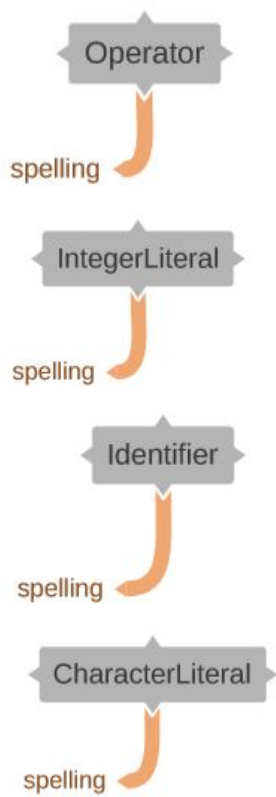 Operator
spelling
IntegerLiteral
spelling
Identifier
spelling
CharacterLiteral
spelling